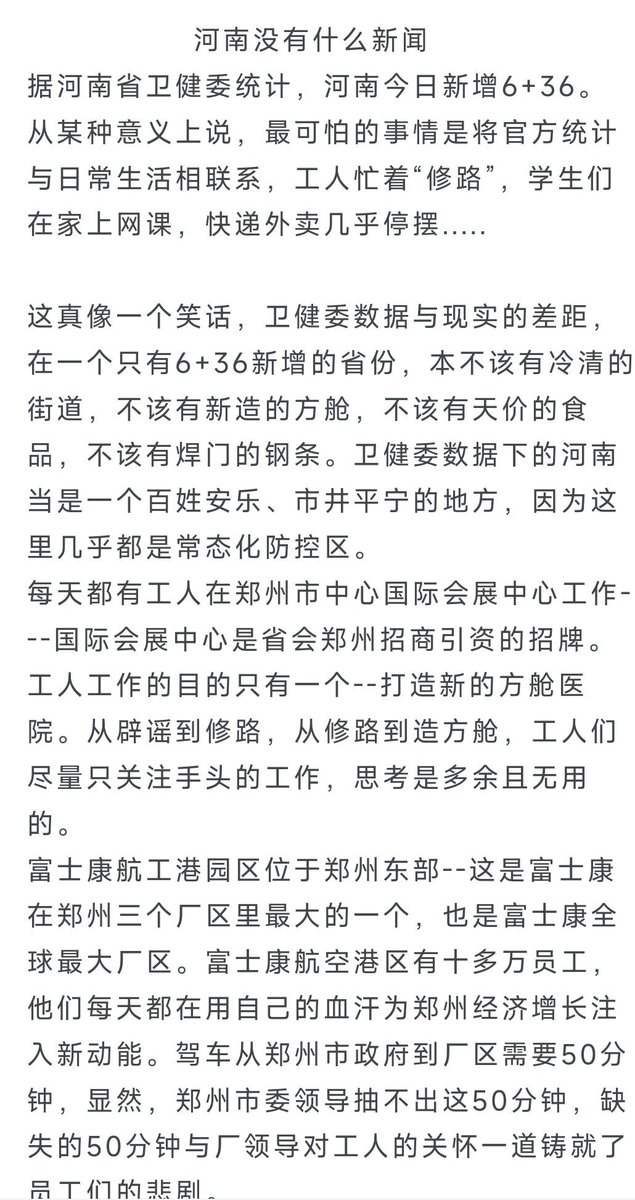 河南没有什么新闻
据河南省卫健委统计，河南今日新增6+36。
从某种意义上说，最可怕的事情是将官方统计
与日常生活相联系，工人忙着“修路”，学生们
在家上网课，快递外卖几乎停摆.....
这真像一个笑话，卫健委数据与现实的差距，
在一个只有6+36新增的省份，本不该有冷清的
街道，不该有新造的方舱，不该有天价的食
品，不该有焊门的钢条。卫健委数据下的河南
当是一个百姓安乐、市井平宁的地方，因为这
里几乎都是常态化防控区。
每天都有工人在郑州市中心国际会展中心工作-
--国际会展中心是省会郑州招商引资的招牌。
工人工作的目的只有一个--打造新的方舱医
院。从辟谣到修路，从修路到造方舱，工人们
尽量只关注手头的工作，思考是多余且无用
的。
富士康航工港园区位于郑州东部--这是富士康
在郑州三个厂区里最大的一个，也是富士康全
球最大厂区。富士康航空港区有十多万员工，
他们每天都在用自己的血汗为郑州经济增长注
入新动能。驾车从郑州市政府到厂区需要50分
钟，显然，郑州市委领导抽不出这50分钟，缺
失的50分钟与厂领导对工人的关怀一道铸就了
员工们的悲剧。